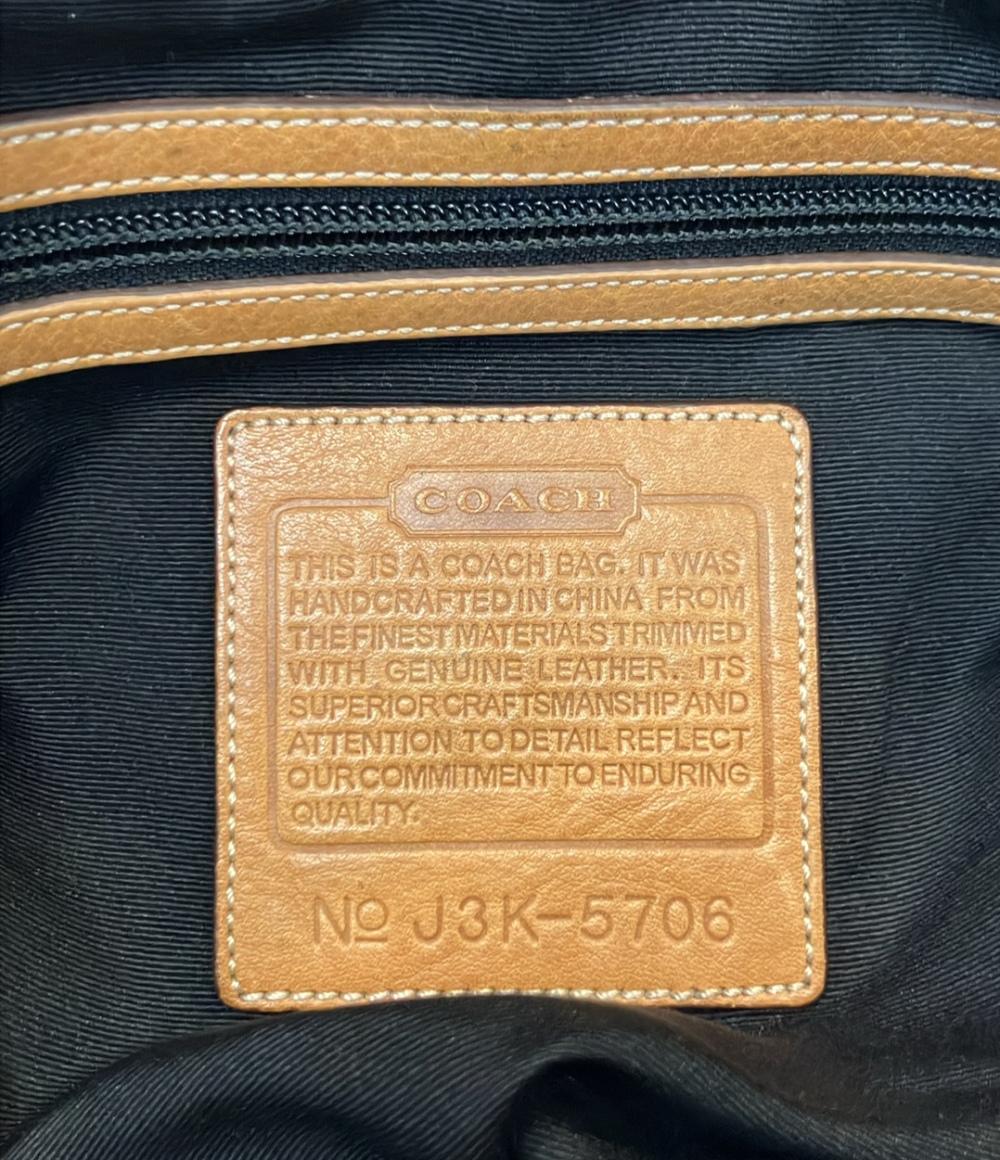 COACH
THIS IS A COACH BAG. IT WAS
HANDCRAFTED IN CHINA FROM
THE FINEST MATERIALS TRIMMED
WITH GENUINE LEATHER. ITS
SUPERIOR CRAFTSMANSHIP AND
ATTENTION TO DETAIL REFLECT
OUR COMMITMENT TO ENDURING
QUALITY.
No J3K-5706